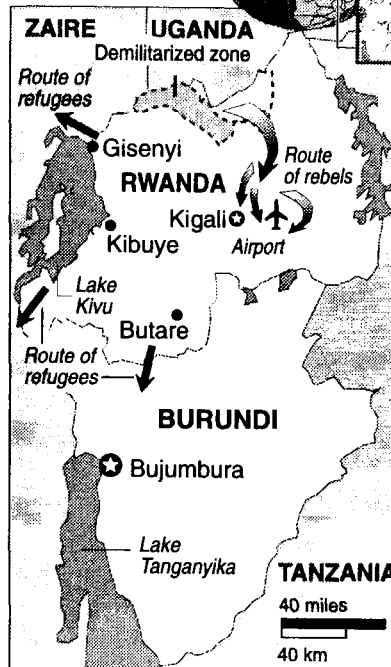 ZAIRE
UGANDA
Demilitarized zone
Route of
refugees
Gisenyi
RWANDA
Route
of rebels
Kigali
Airport
Kibuye
Lake
Kivu
Butare
Route of
refugees
BURUNDI
Bujumbura
Lake
Tanganyika
TANZANIA
40 miles
40 km